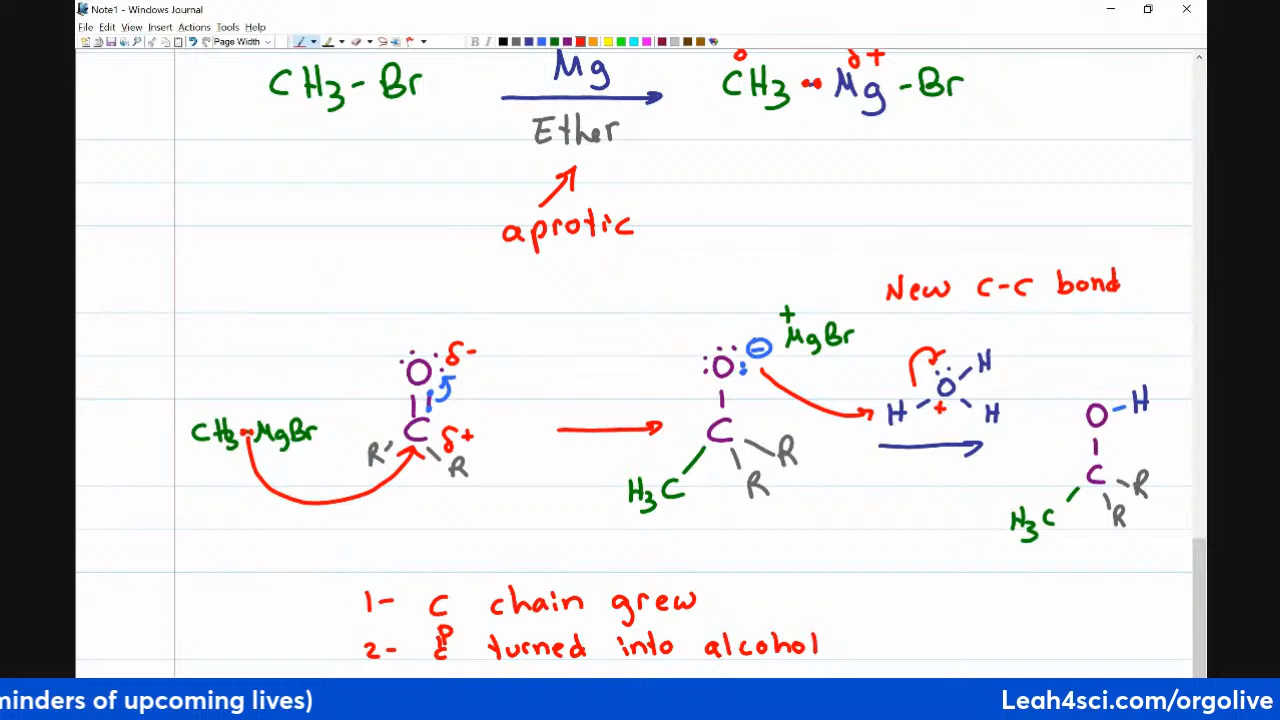 Note1 - Windows Journal
File Edit View Insert Actions Tools Help
Page Width
B I
δ+
CH3-Br Mg CH3 Mg-Br
Ether
aprotic
New C-C bond
+
O δ- O - MgBr O H
H + H O-H
CH3 MgBr C δ+ C
R R R C R
H3C R H3C R
1- C chain grew
2- turned into alcohol
minders of upcoming lives)
Leah4sci.com/orgolive